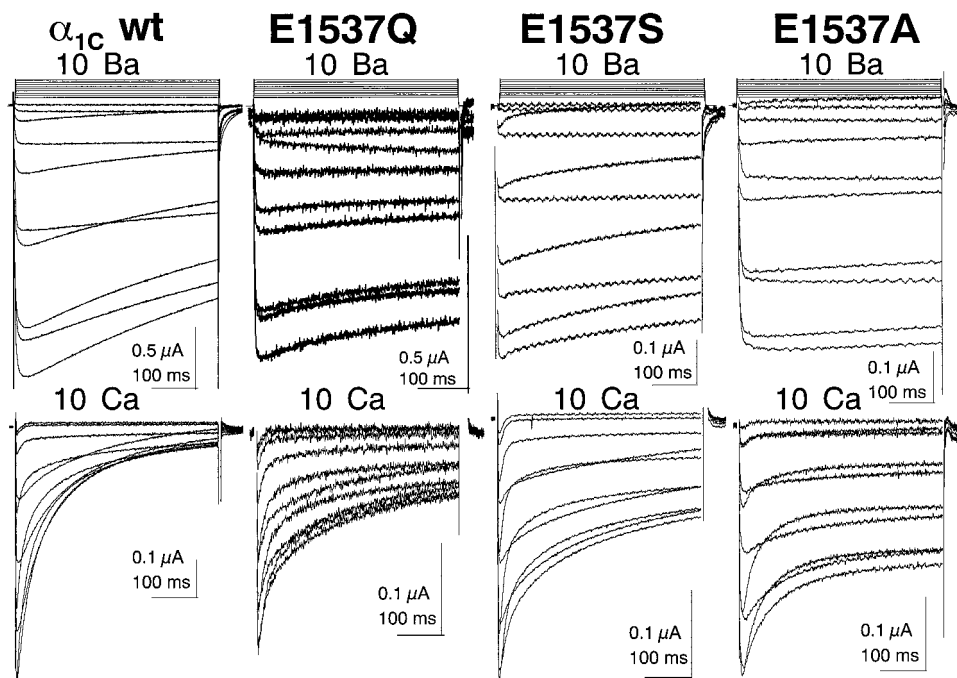 α1C wt E1537Q E1537S E1537A
10 Ba 10 Ba 10 Ba 10 Ba
0.5 μA 0.5 μA 0.1 μA 0.1 μA
100 ms 100 ms 100 ms 100 ms
10 Ca 10 Ca 10 Ca 10 Ca
0.1 μA 0.1 μA 0.1 μA 0.1 μA
100 ms 100 ms 100 ms 100 ms